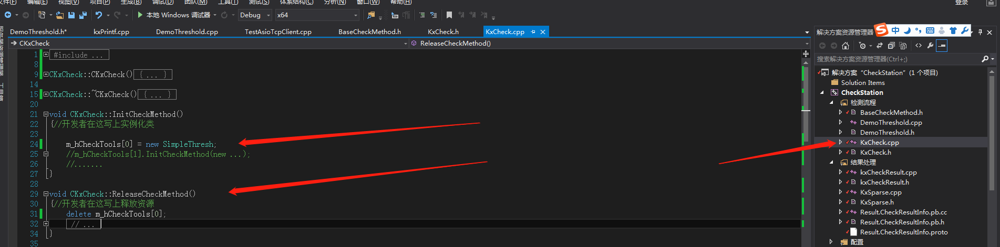 文件(F) 编辑(E) 视图(V) 项目(P) 生成(B) 调试(D) 团队(M) 工具(T) 测试(S) 体系结构(C) 分析(N) 窗口(W) 帮助(H)
登录
本地 Windows 调试器 Debug x64
DemoThreshold.h* kxPrintf.cpp DemoThreshold.cpp TestAsioTcpClient.cpp BaseCheckMethod.h KxCheck.h KxCheck.cpp
CKxCheck ReleaseCheckMethod()
1 #include ...
8
9 CKxCheck::CKxCheck() { ... }
14
15 CKxCheck::~CKxCheck() { ... }
20
21 void CKxCheck::InitCheckMethod()
22 {//开发者在这写上实例化类
23
24 m_hCheckTools[0] = new SimpleThresh;
25 //m_hCheckTools[1].InitCheckMethod(new ...);
26 //.......
27 }
28
29 void CKxCheck::ReleaseCheckMethod()
30 {//开发者在这写上释放资源
31 delete m_hCheckTools[0];
32 // ...
34 }
35
解决方案资源管理器
中
搜索解决方案资源管理器(Ctrl+;)
解决方案“CheckStation”(1 个项目)
Solution Items
CheckStation
检测流程
BaseCheckMethod.h
DemoThreshold.cpp
DemoThreshold.h
KxCheck.cpp
KxCheck.h
结果处理
kxCheckResult.cpp
kxCheckResult.h
KxSparse.cpp
KxSparse.h
Result.CheckResultInfo.pb.cc
Result.CheckResultInfo.pb.h
Result.CheckResultInfo.proto
配置